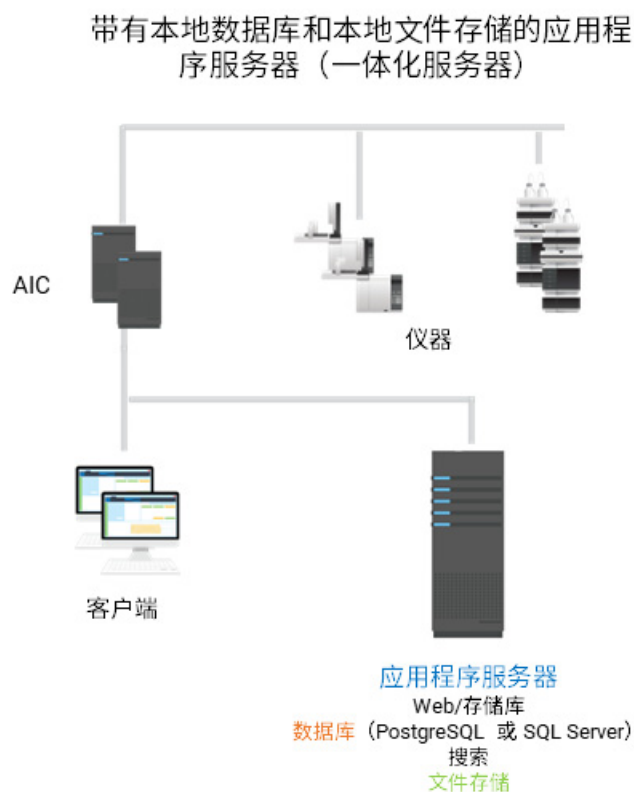 带有本地数据库和本地文件存储的应用程
序服务器（一体化服务器）
AIC
仪器
客户端
应用程序服务器
Web/存储库
数据库（PostgreSQL 或 SQL Server）
搜索
文件存储